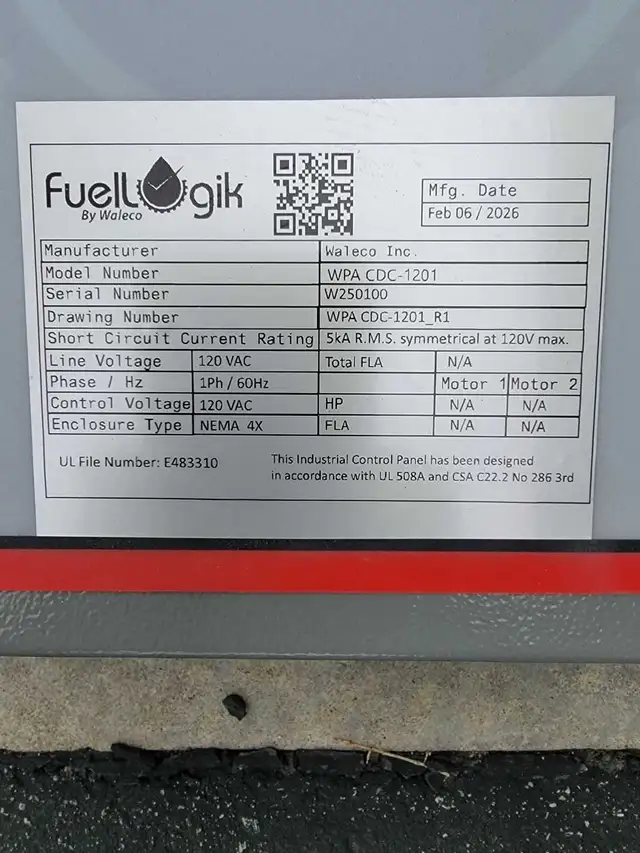 FuelLogik
By Waleco
Mfg. Date
Feb 06 / 2026
Manufacturer Waleco Inc.
Model Number WPA CDC-1201
Serial Number W250100
Drawing Number WPA CDC-1201_R1
Short Circuit Current Rating 5kA R.M.S. symmetrical at 120V max.
Line Voltage 120 VAC Total FLA N/A
Phase / Hz 1Ph / 60Hz Motor 1 Motor 2
Control Voltage 120 VAC HP N/A N/A
Enclosure Type NEMA 4X FLA N/A N/A
UL File Number: E483310
This Industrial Control Panel has been designed
in accordance with UL 508A and CSA C22.2 No 286 3rd